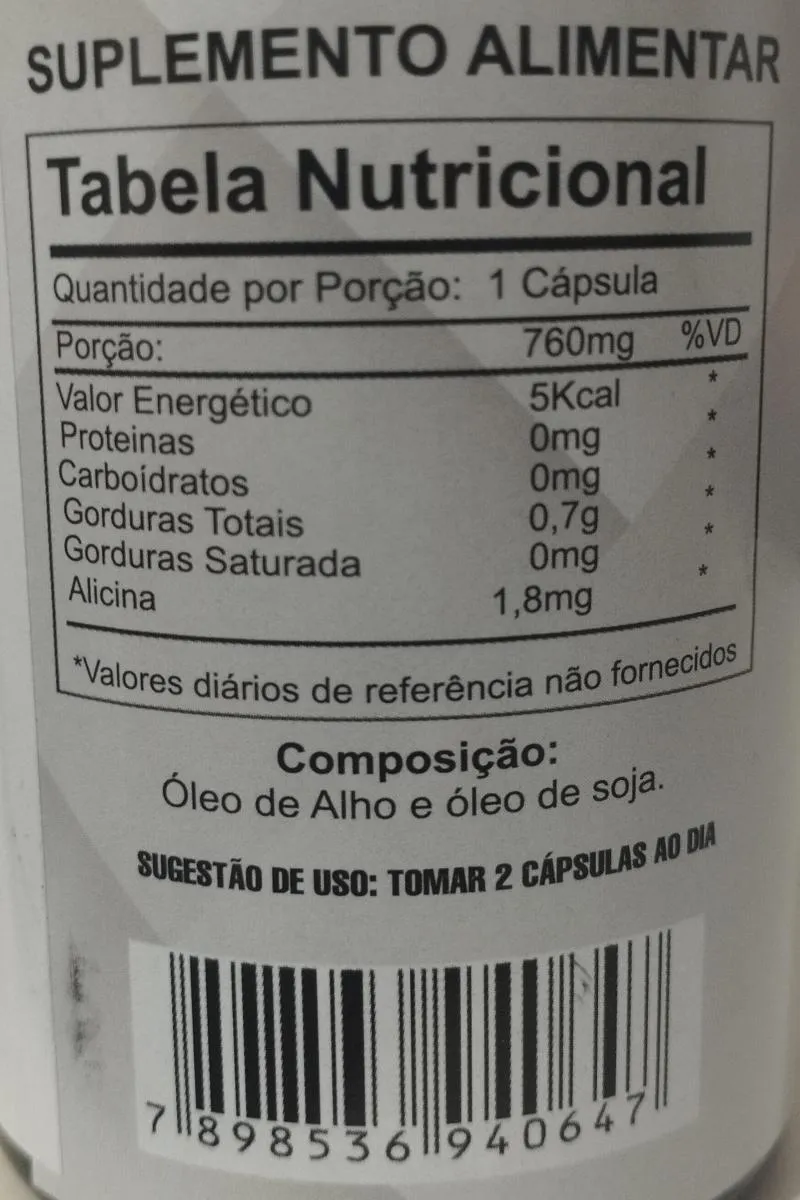 SUPLEMENTO ALIMENTAR
Tabela Nutricional
Quantidade por Porção: 1 Cápsula
Porção: 760mg %VD
Valor Energético 5Kcal *
Proteinas 0mg *
Carboídratos 0mg *
Gorduras Totais 0,7g *
Gorduras Saturada 0mg *
Alicina 1,8mg *
*Valores diários de referência não fornecidos
Composição:
Óleo de Alho e óleo de soja.
SUGESTÃO DE USO: TOMAR 2 CÁPSULAS AO DIA
7 898536 940647